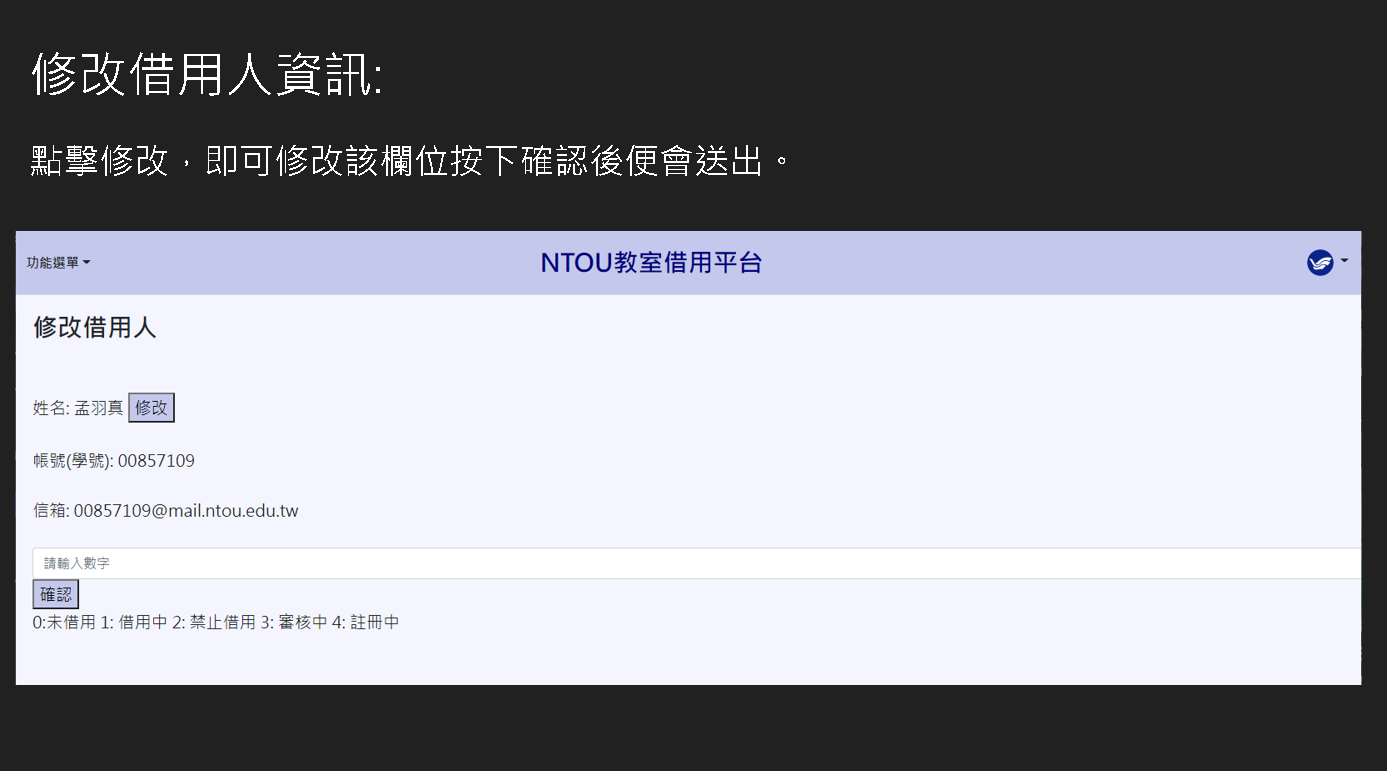 修改借用人資訊:
點擊修改，即可修改該欄位按下確認後便會送出。
功能選單
NTOU教室借用平台
修改借用人
姓名: 孟羽真 修改
帳號(學號): 00857109
信箱: 00857109@mail.ntou.edu.tw
請輸入數字
確認
0:未借用 1: 借用中 2: 禁止借用 3: 審核中 4: 註冊中